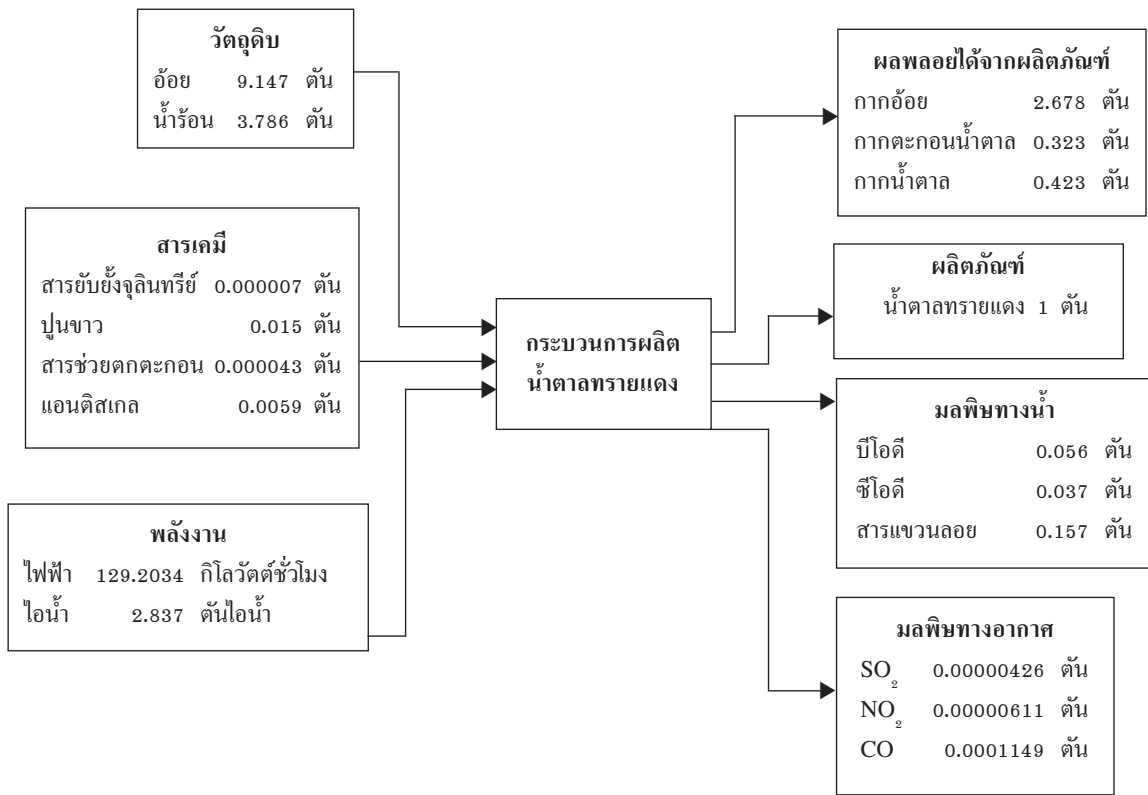 วัตถุดิบ
อ้อย 9.147 ตัน
น้ำร้อน 3.786 ตัน
สารเคมี
สารยับยั้งจุลินทรีย์ 0.000007 ตัน
ปูนขาว 0.015 ตัน
สารช่วยตกตะกอน 0.000043 ตัน
แอนติสเกล 0.0059 ตัน
พลังงาน
ไฟฟ้า 129.2034 กิโลวัตต์ชั่วโมง
ไอน้ำ 2.837 ตันไอน้ำ
กระบวนการผลิต
น้ำตาลทรายแดง
ผลพลอยได้จากผลิตภัณฑ์
กากอ้อย 2.678 ตัน
กากตะกอนน้ำตาล 0.323 ตัน
กากน้ำตาล 0.423 ตัน
ผลิตภัณฑ์
น้ำตาลทรายแดง 1 ตัน
มลพิษทางน้ำ
บีโอดี 0.056 ตัน
ซีโอดี 0.037 ตัน
สารแขวนลอย 0.157 ตัน
มลพิษทางอากาศ
SO₂ 0.00000426 ตัน
NO₂ 0.00000611 ตัน
CO 0.0001149 ตัน